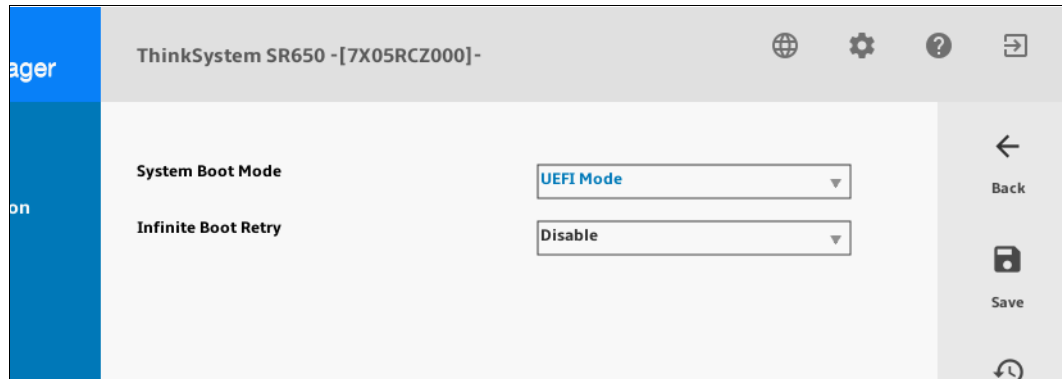 ager
ThinkSystem SR650 -[7X05RCZ000]-
on
System Boot Mode
UEFI Mode
Infinite Boot Retry
Disable
Back
Save